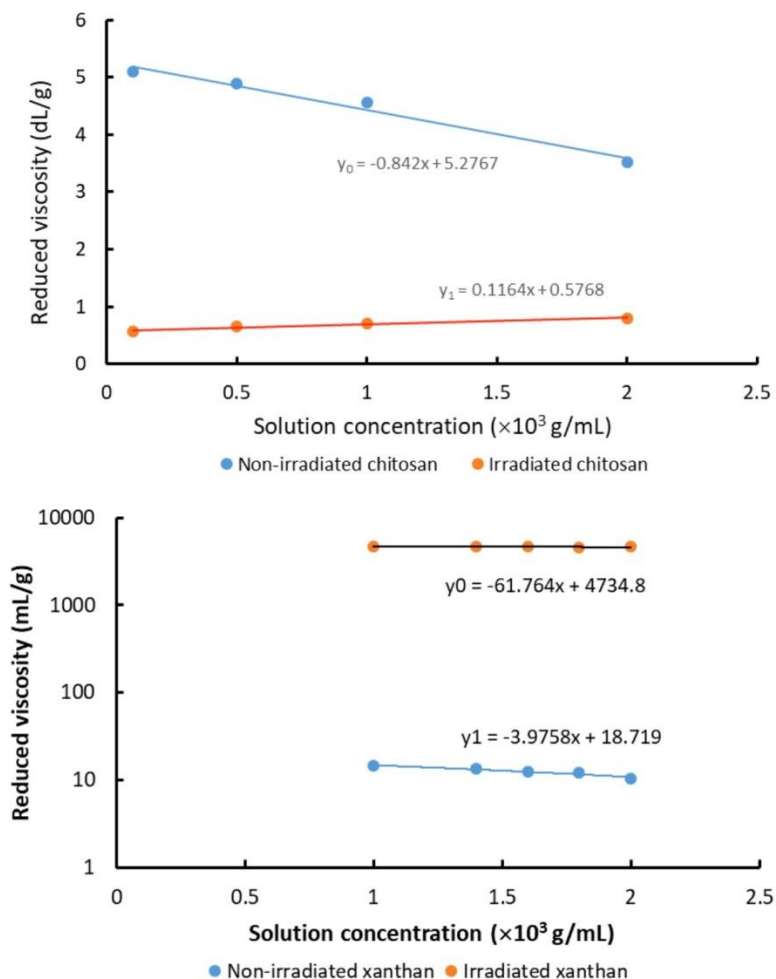 6
5
4
3
2
1
0
Reduced viscosity (dL/g)
y₀ = -0.842x + 5.2767
y₁ = 0.1164x + 0.5768
0 0.5 1 1.5 2 2.5
Solution concentration (×10³ g/mL)
Non-irradiated chitosan Irradiated chitosan
10000
1000
100
10
1
Reduced viscosity (mL/g)
y0 = -61.764x + 4734.8
y1 = -3.9758x + 18.719
0 1 1.5 2 2.5
Solution concentration (×10³ g/mL)
Non-irradiated xanthan Irradiated xanthan